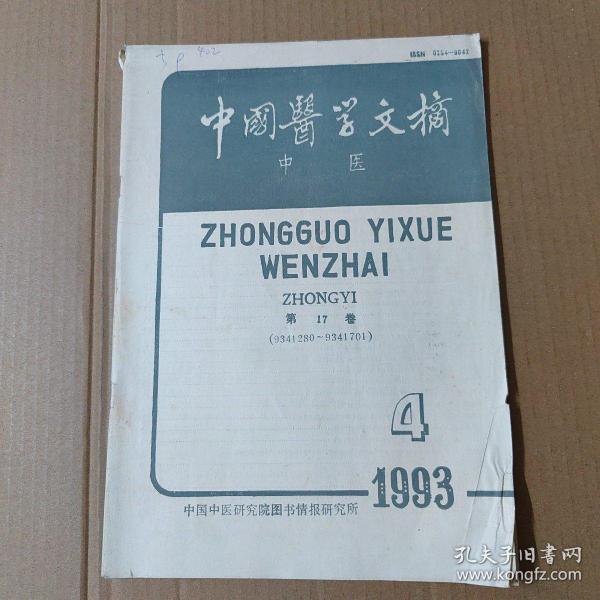 402
ISSN 0254-9042
中國醫学文摘
中 医
ZHONGGUO YIXUE
WENZHAI
ZHONGYI
第 17 卷
(9341280~9341701)
4
1993
中国中医研究院图书情报研究所
孔夫子旧书网
www.kongfz.com